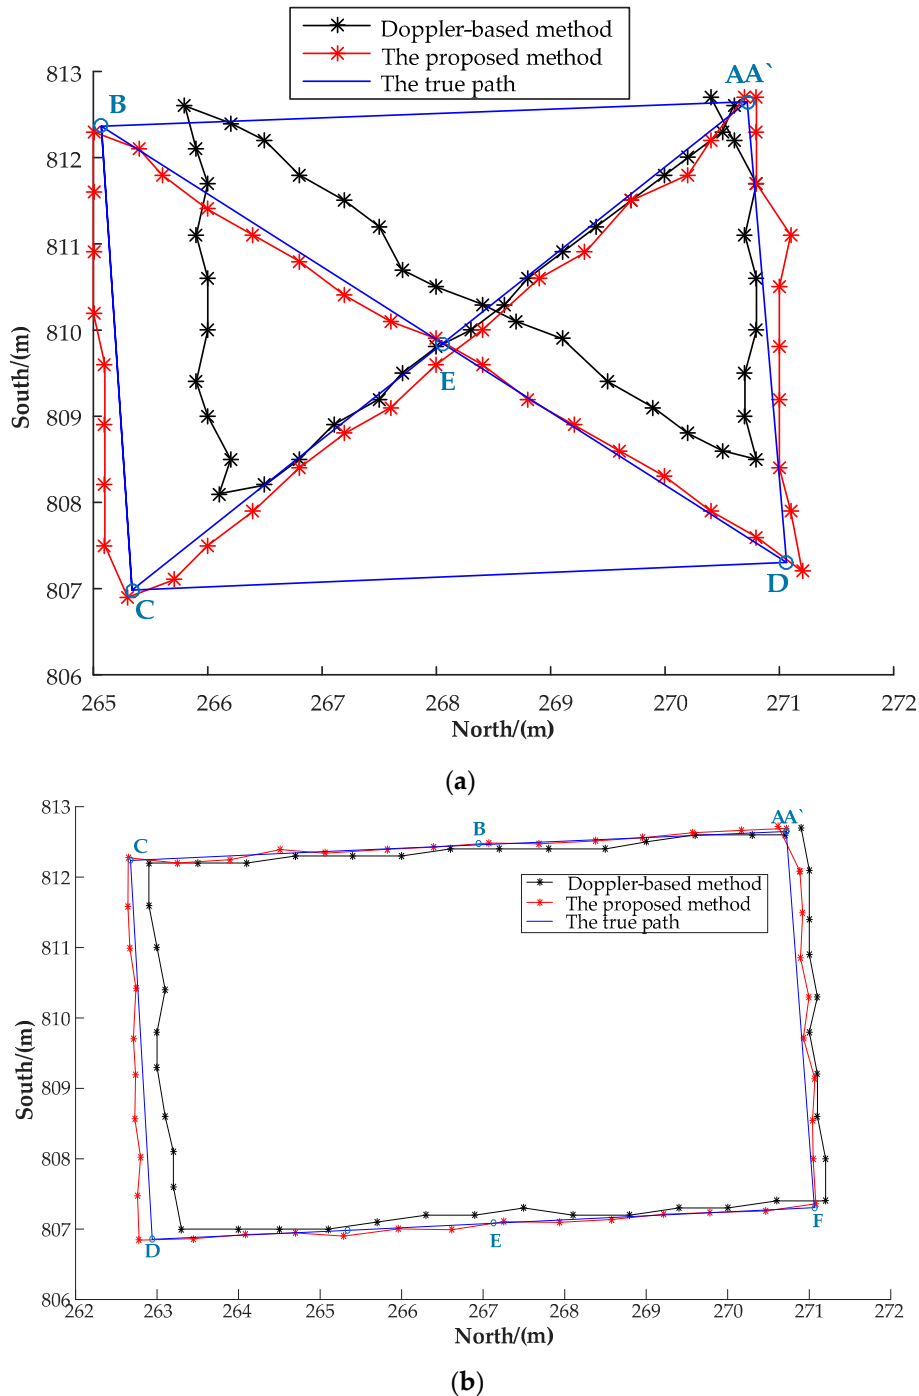 Doppler-based method
The proposed method
The true path
813
812
811
810
809
808
807
806
South/(m)
B
AA`
E
C
D
265
266
267
268
269
270
271
272
North/(m)
(a)
813
812
811
810
809
808
807
806
South/(m)
C
B
AA`
Doppler-based method
The proposed method
The true path
D
E
F
262
263
264
265
266
267
268
269
270
271
272
North/(m)
(b)